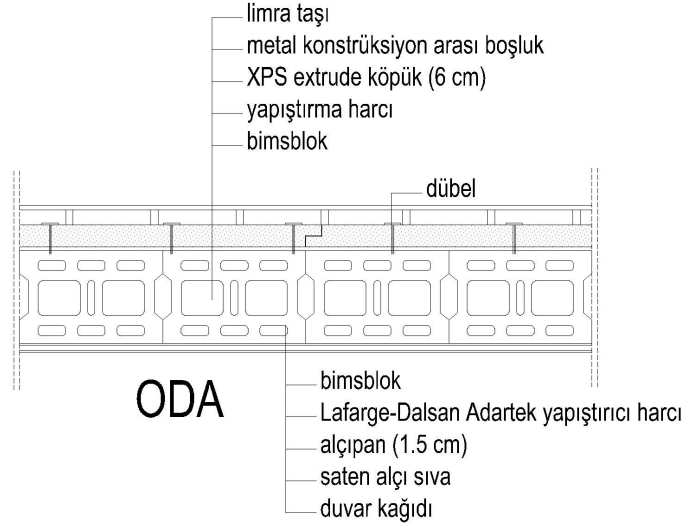 limra taşı
metal konstrüksiyon arası boşluk
XPS extrude köpük (6 cm)
yapıştırma harcı
bimsblok
dübel
ODA
bimsblok
Lafarge-Dalsan Adartek yapıştırıcı harcı
alçıpan (1.5 cm)
saten alçı sıva
duvar kağıdı